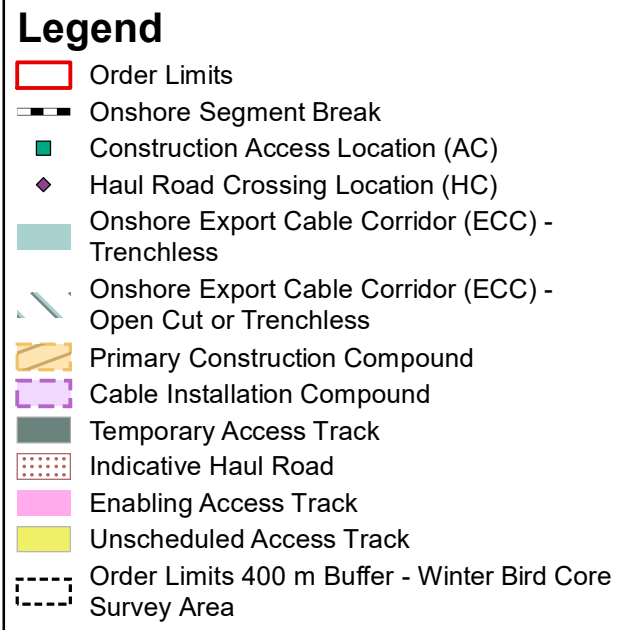 Legend
Order Limits
Onshore Segment Break
Construction Access Location (AC)
Haul Road Crossing Location (HC)
Onshore Export Cable Corridor (ECC) -
Trenchless
Onshore Export Cable Corridor (ECC) -
Open Cut or Trenchless
Primary Construction Compound
Cable Installation Compound
Temporary Access Track
Indicative Haul Road
Enabling Access Track
Unscheduled Access Track
Order Limits 400 m Buffer - Winter Bird Core
Survey Area